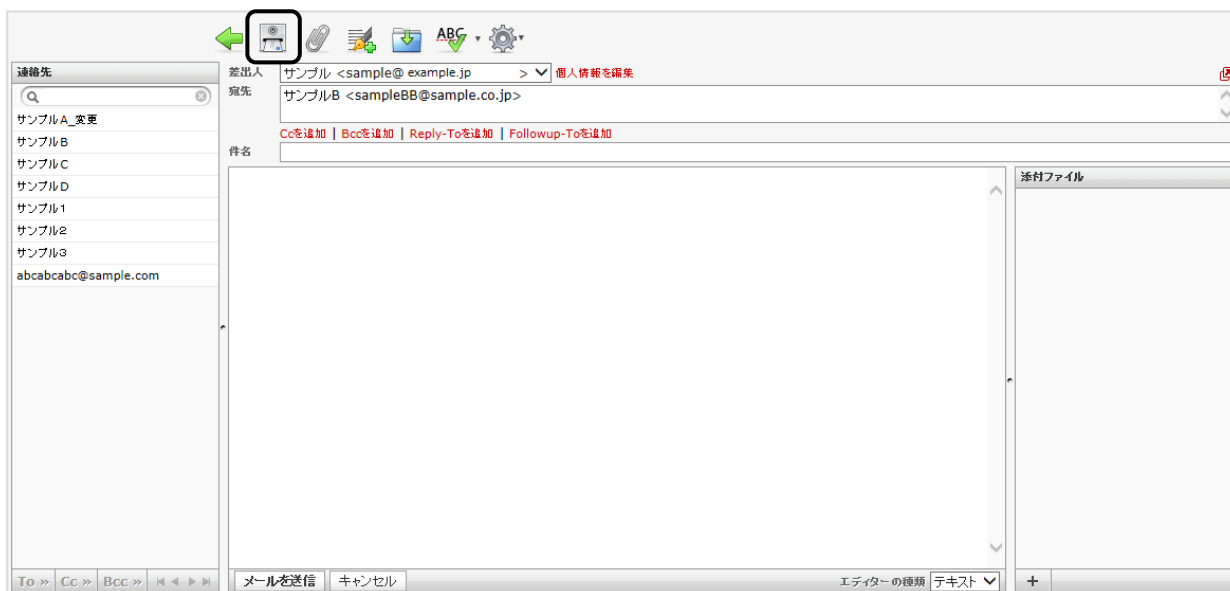 ABC
連絡先
差出人 サンプル <sample@ example.jp > 個人情報を編集
宛先 サンプルB <sampleBB@sample.co.jp>
Ccを追加 | Bccを追加 | Reply-Toを追加 | Followup-Toを追加
件名
サンプルA_変更
サンプルB
サンプルC
サンプルD
サンプル1
サンプル2
サンプル3
abcabcabc@sample.com
添付ファイル
To » Cc » Bcc »
メールを送信 キャンセル
エディターの種類 テキスト
+